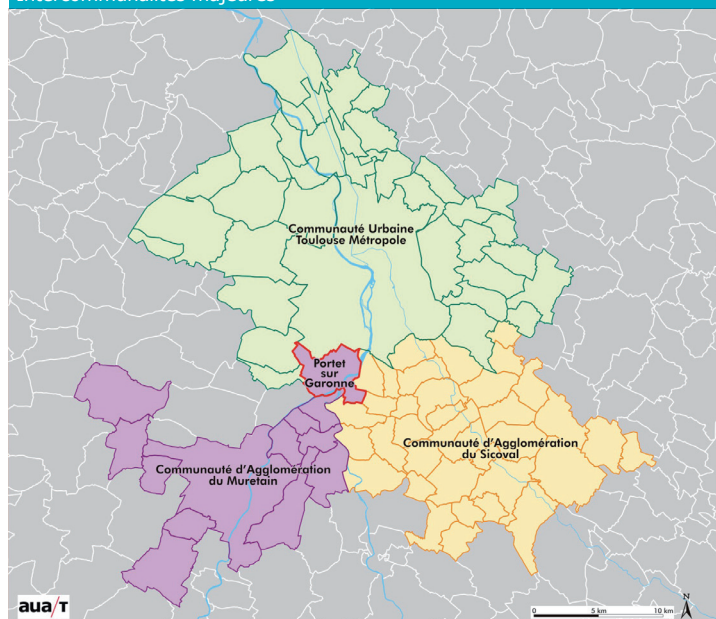 Intercommunalités majeures
Communauté Urbaine
Toulouse Métropole
Portet
sur
Garonne
Communauté d'Agglomération
du Sicoval
Communauté d'Agglomération
du Muretain
aua/T
0 5 km 10 km
N